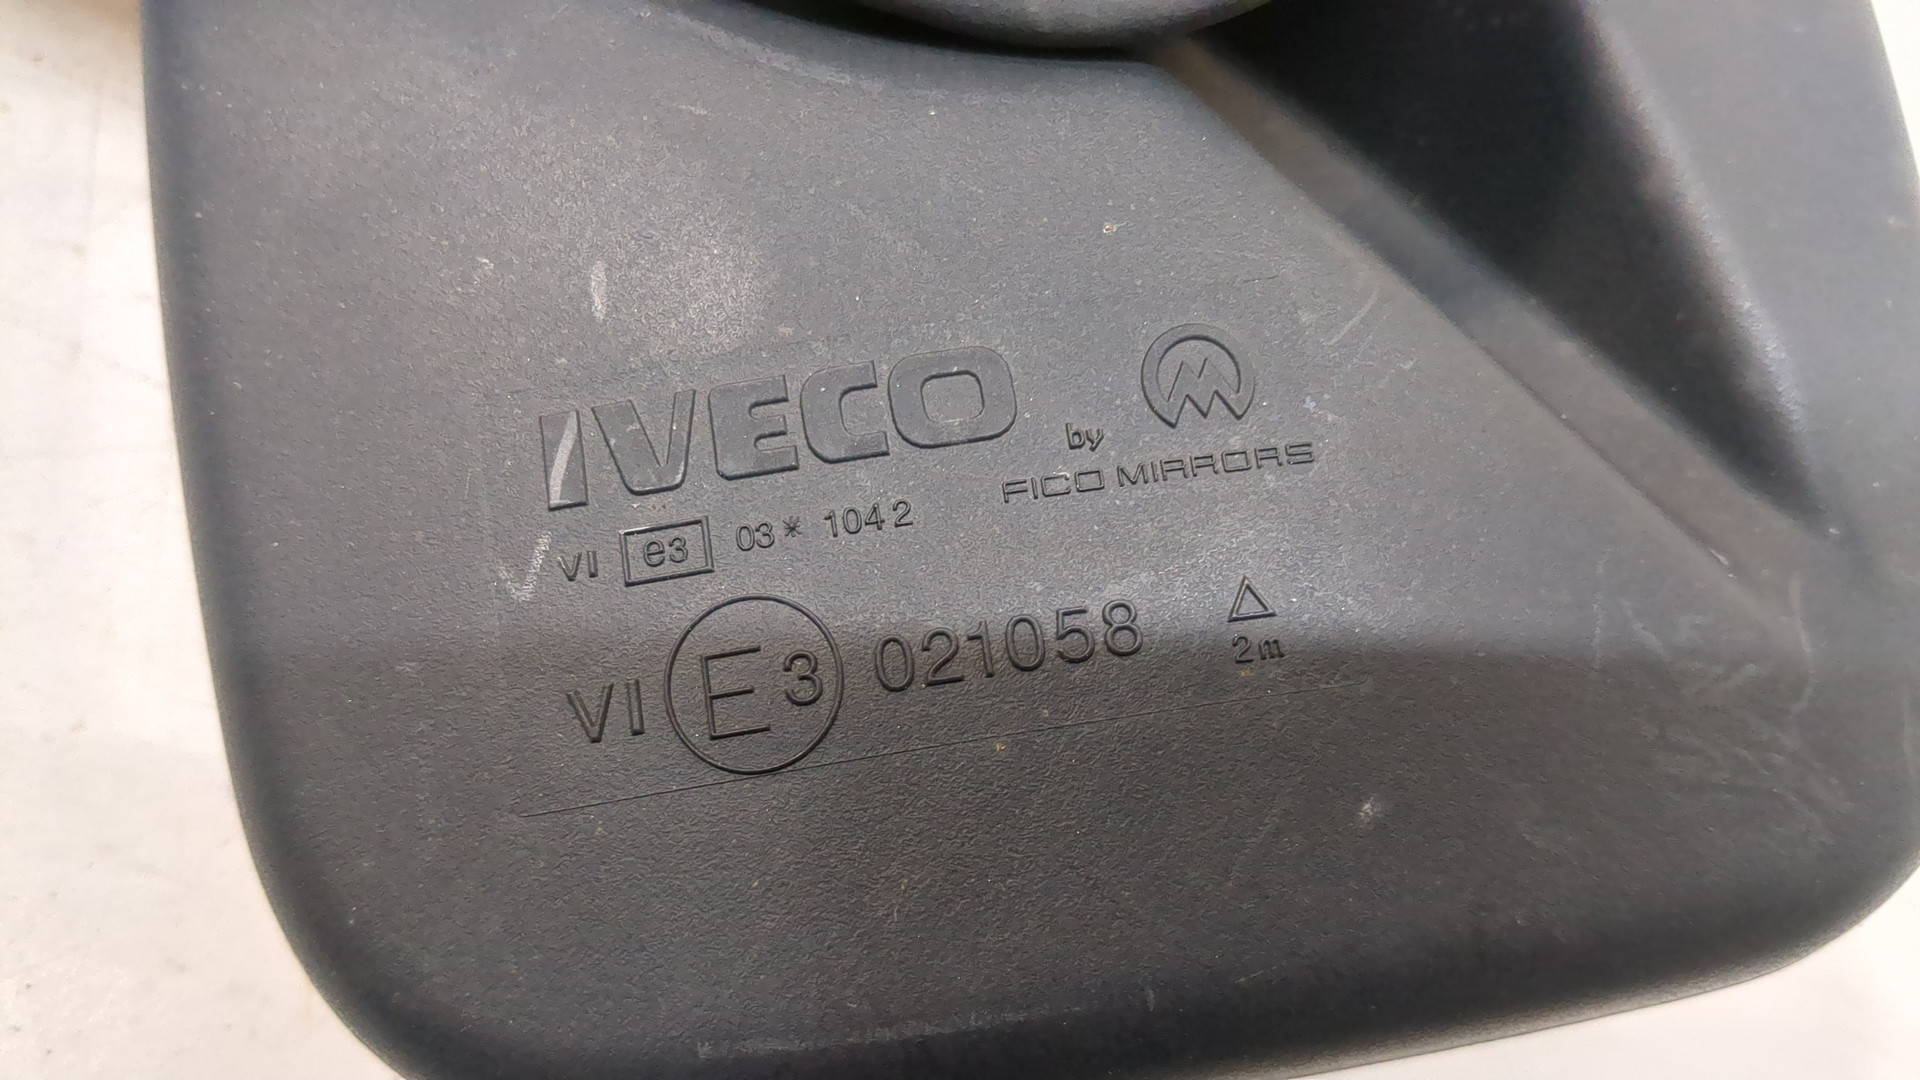 IVECO
by
FICO MIRRORS
VI e3 03* 1042
VI E3 021058
△
2m